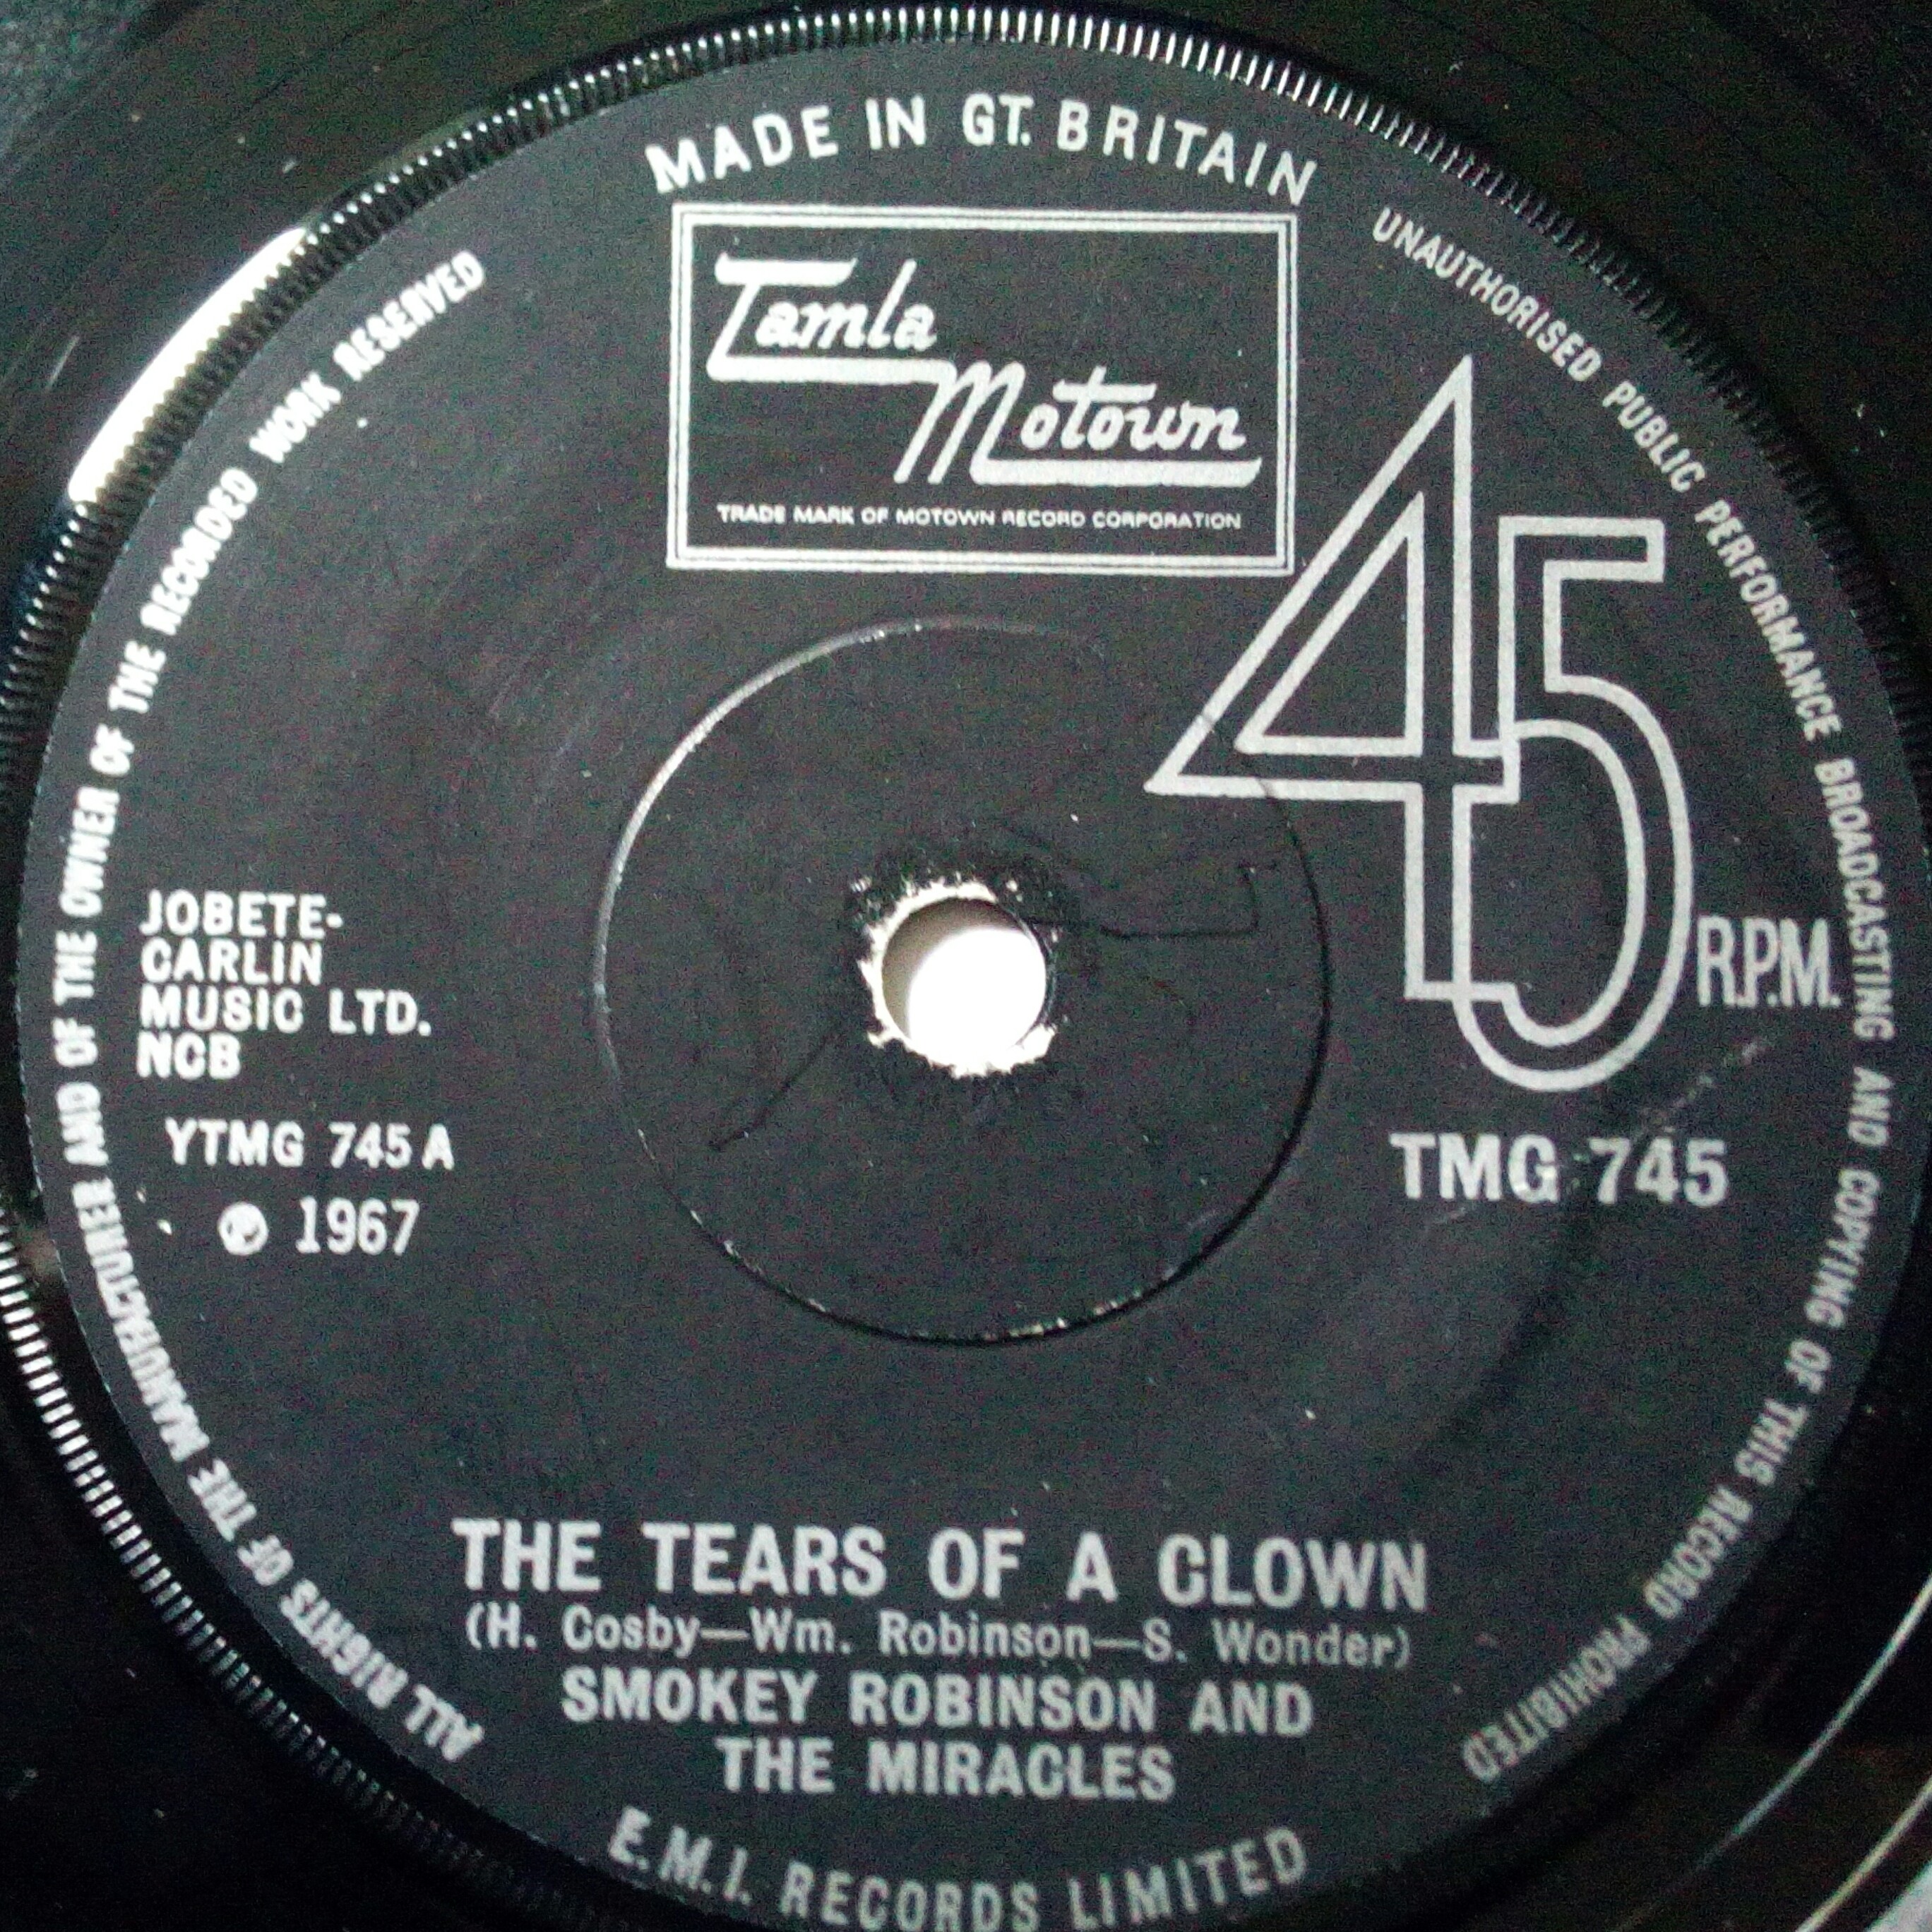 MADE IN GT. BRITAIN
Tamla
Motown
TRADE MARK OF MOTOWN RECORD CORPORATION
UNAUTHORISED PUBLIC PERFORMANCE BROADCASTING AND COPYING OF THIS RECORD PROHIBITED
ALL RIGHTS OF THE MANUFACTURER AND OF THE OWNER OF THE RECORDED WORK RESERVED
45
R.P.M.
JOBETE-
CARLIN
MUSIC LTD.
NCB
YTMG 745 A
℗ 1967
TMG 745
THE TEARS OF A CLOWN
(H. Cosby—Wm. Robinson—S. Wonder)
SMOKEY ROBINSON AND
THE MIRACLES
E.M.I. RECORDS LIMITED